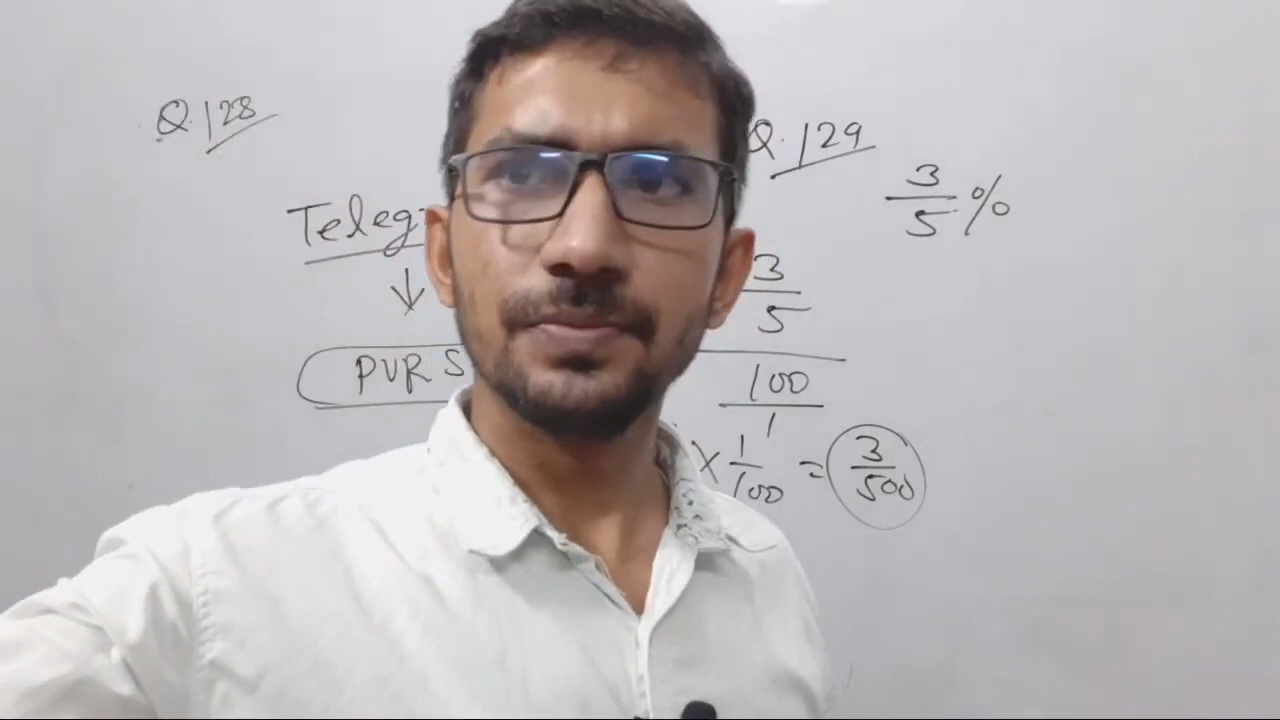 Q.128
Teleg
↓
PVR S
Q.129
3/5 %
3
5
100
1
× 1/100 = 3/500